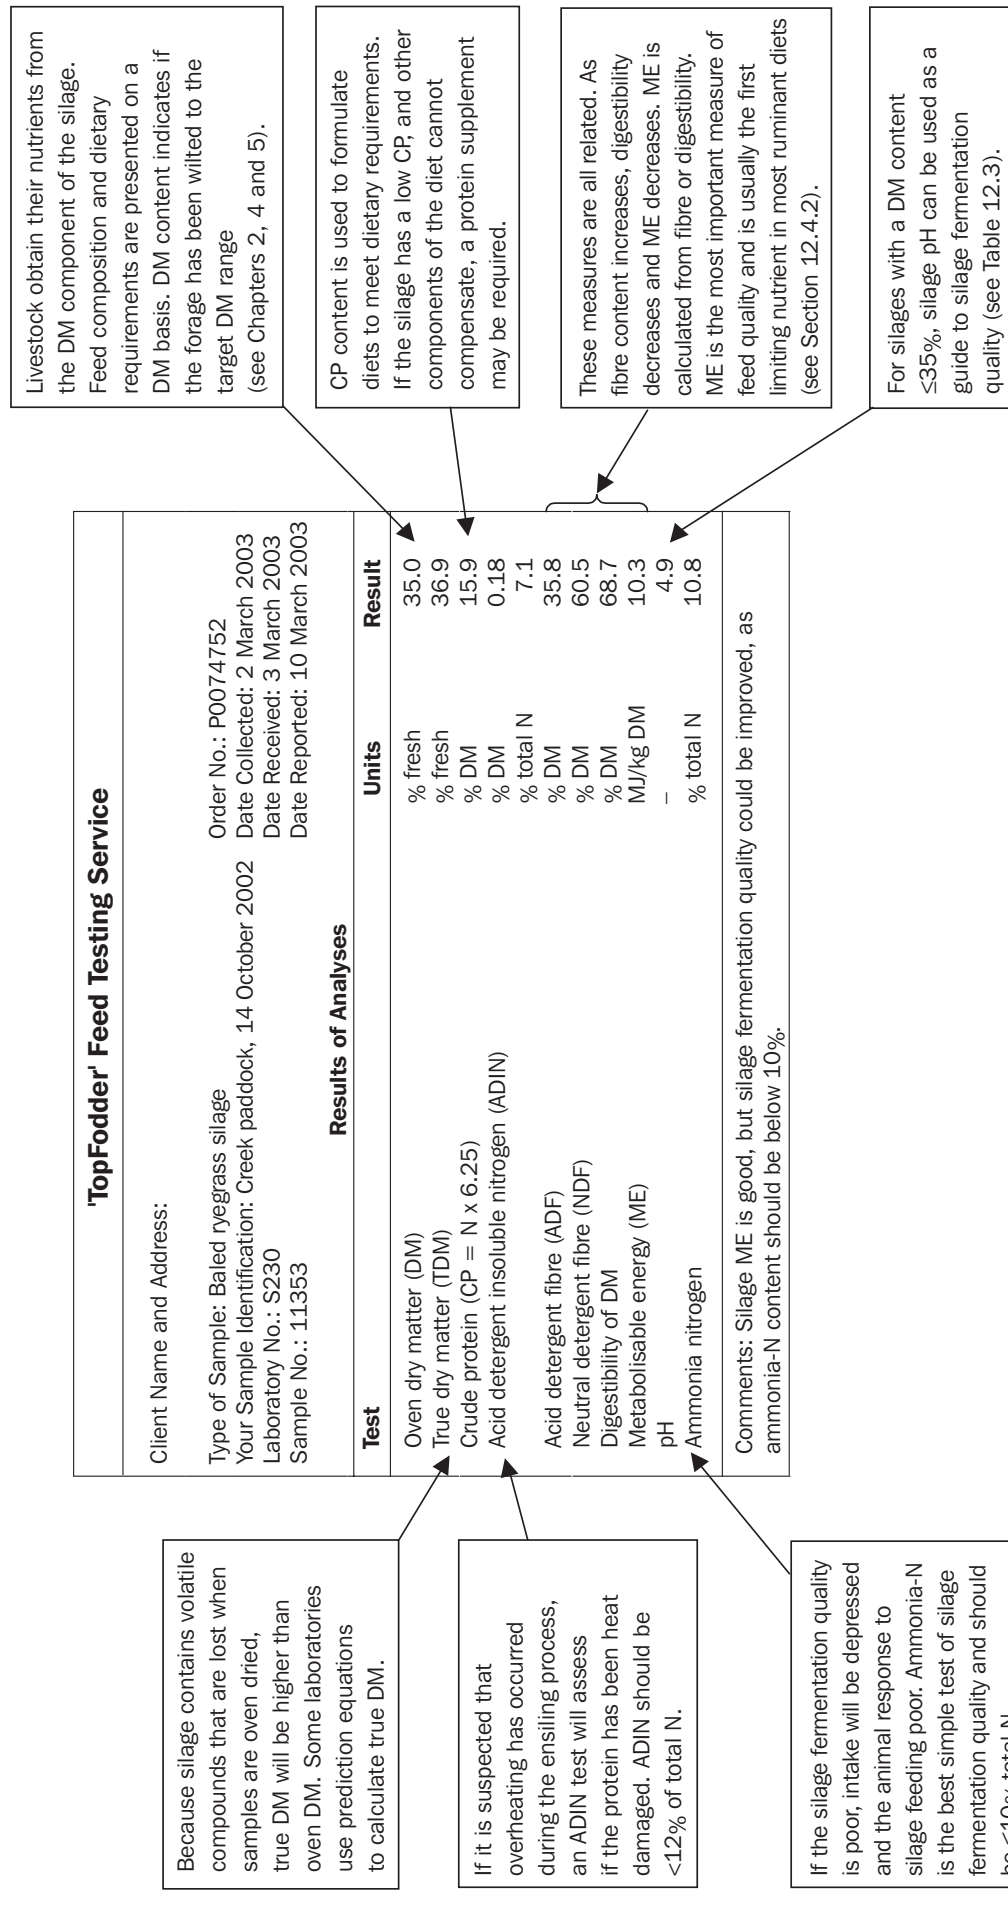 'TopFodder' Feed Testing Service
Client Name and Address:
Type of Sample: Baled ryegrass silage
Order No.: P0074752
Your Sample Identification: Creek paddock, 14 October 2002
Date Collected: 2 March 2003
Laboratory No.: S230
Date Received: 3 March 2003
Sample No.: 11353
Date Reported: 10 March 2003
Results of Analyses
Test Units Result
Oven dry matter (DM) % fresh 35.0
True dry matter (TDM) % fresh 36.9
Crude protein (CP = N x 6.25) % DM 15.9
Acid detergent insoluble nitrogen (ADIN) % DM 0.18
% total N 7.1
Acid detergent fibre (ADF) % DM 35.8
Neutral detergent fibre (NDF) % DM 60.5
Digestibility of DM % DM 68.7
Metabolisable energy (ME) MJ/kg DM 10.3
pH – 4.9
Ammonia nitrogen % total N 10.8
Comments: Silage ME is good, but silage fermentation quality could be improved, as
ammonia-N content should be below 10%.
Because silage contains volatile
compounds that are lost when
samples are oven dried,
true DM will be higher than
oven DM. Some laboratories
use prediction equations
to calculate true DM.
If it is suspected that
overheating has occurred
during the ensiling process,
an ADIN test will assess
if the protein has been heat
damaged. ADIN should be
<12% of total N.
If the silage fermentation quality
is poor, intake will be depressed
and the animal response to
silage feeding poor. Ammonia-N
is the best simple test of silage
fermentation quality and should
Livestock obtain their nutrients from
the DM component of the silage.
Feed composition and dietary
requirements are presented on a
DM basis. DM content indicates if
the forage has been wilted to the
target DM range
(see Chapters 2, 4 and 5).
CP content is used to formulate
diets to meet dietary requirements.
If the silage has a low CP, and other
components of the diet cannot
compensate, a protein supplement
may be required.
These measures are all related. As
fibre content increases, digestibility
decreases and ME decreases. ME is
calculated from fibre or digestibility.
ME is the most important measure of
feed quality and is usually the first
limiting nutrient in most ruminant diets
(see Section 12.4.2).
For silages with a DM content
≤35%, silage pH can be used as a
guide to silage fermentation
quality (see Table 12.3).